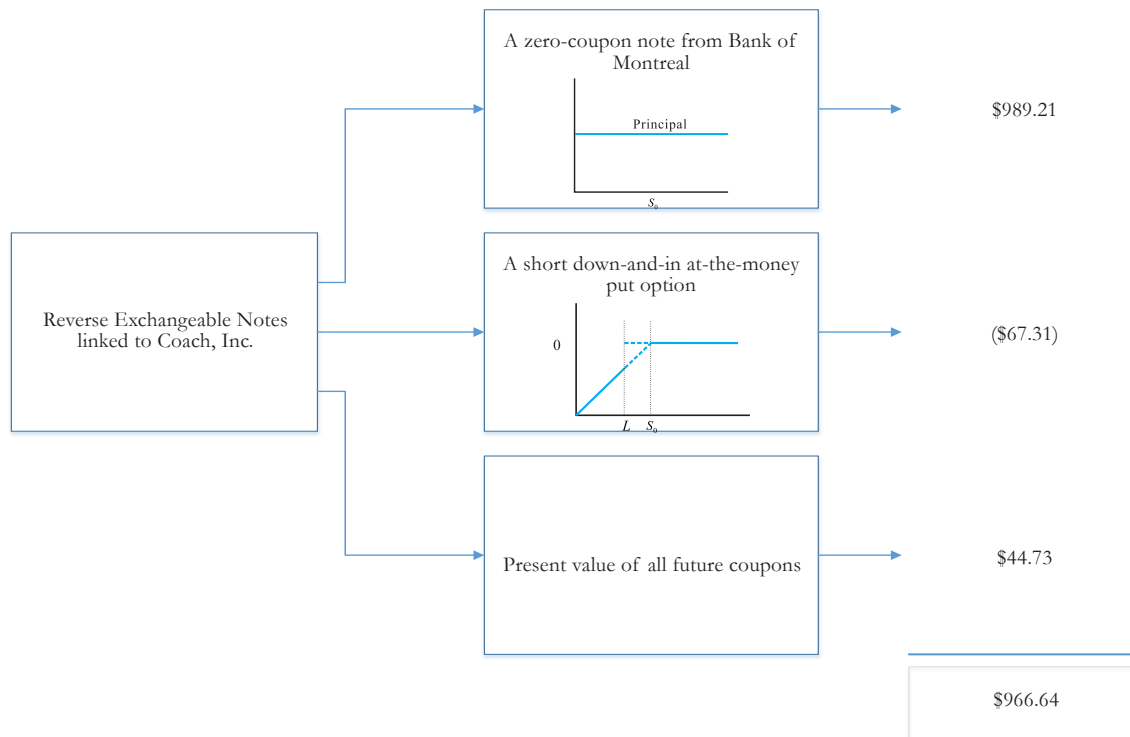 A zero-coupon note from Bank of
Montreal
Principal
S₀
$989.21
Reverse Exchangeable Notes
linked to Coach, Inc.
A short down-and-in at-the-money
put option
0
L S₀
($67.31)
Present value of all future coupons
$44.73
$966.64